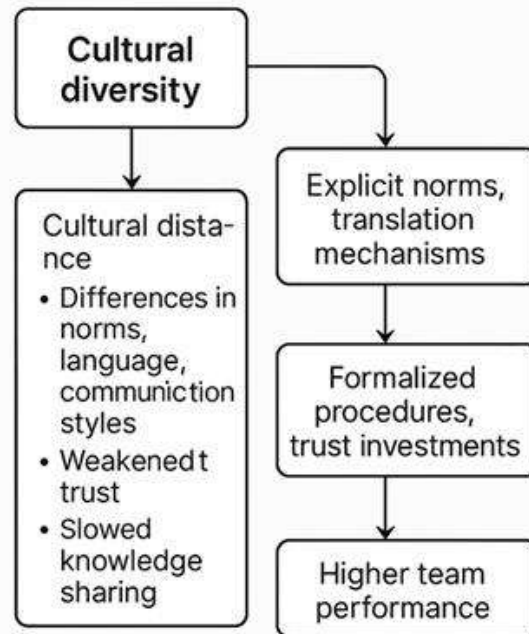 Cultural
diversity
Cultural dista-
nce
• Differences in
norms,
language,
communiction
styles
• Weakened t
trust
• Slowed
knowledge
sharing
Explicit norms,
translation
mechanisms
Formalized
procedures,
trust investments
Higher team
performance